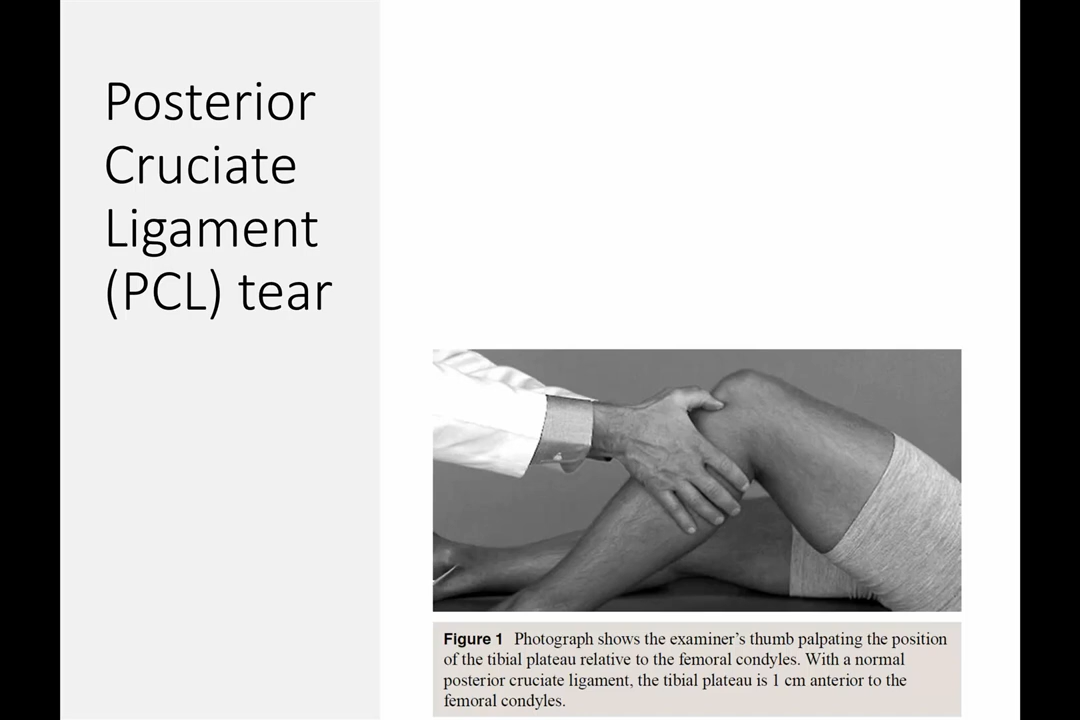 Posterior
Cruciate
Ligament
(PCL) tear
Figure 1 Photograph shows the examiner's thumb palpating the position
of the tibial plateau relative to the femoral condyles. With a normal
posterior cruciate ligament, the tibial plateau is 1 cm anterior to the
femoral condyles.